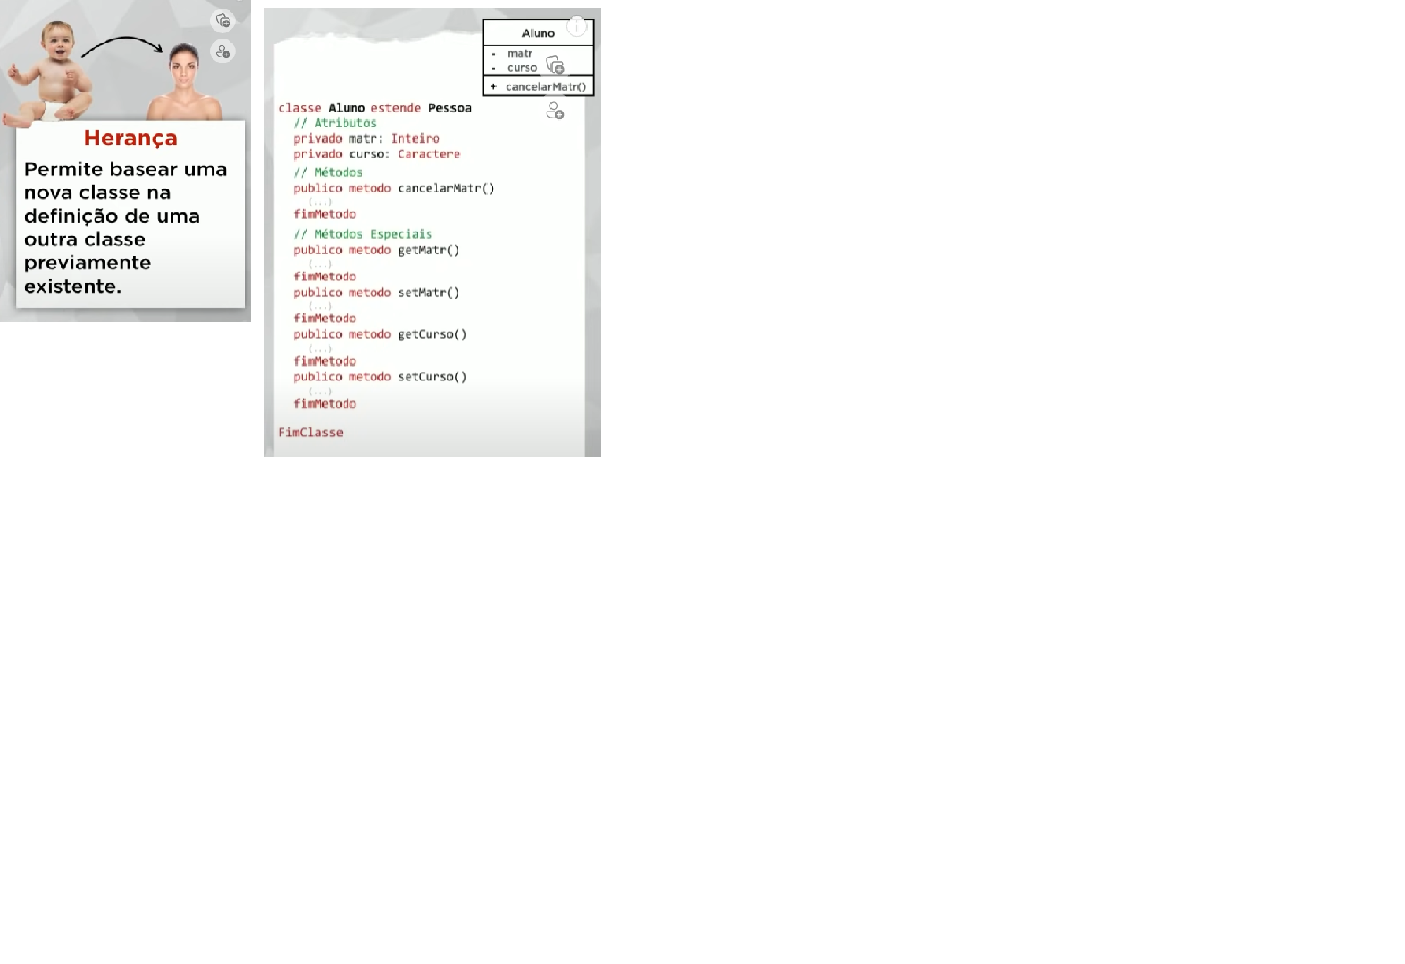 Herança
Permite basear uma
nova classe na
definição de uma
outra classe
previamente
existente.
Aluno
- matr
- curso
+ cancelarMatr()
classe Aluno estende Pessoa
// Atributos
privado matr: Inteiro
privado curso: Caractere
// Métodos
publico metodo cancelarMatr()
(...)
fimMetodo
// Métodos Especiais
publico metodo getMatr()
(...)
fimMetodo
publico metodo setMatr()
(...)
fimMetodo
publico metodo getCurso()
(...)
fimMetodo
publico metodo setCurso()
(...)
fimMetodo
FimClasse